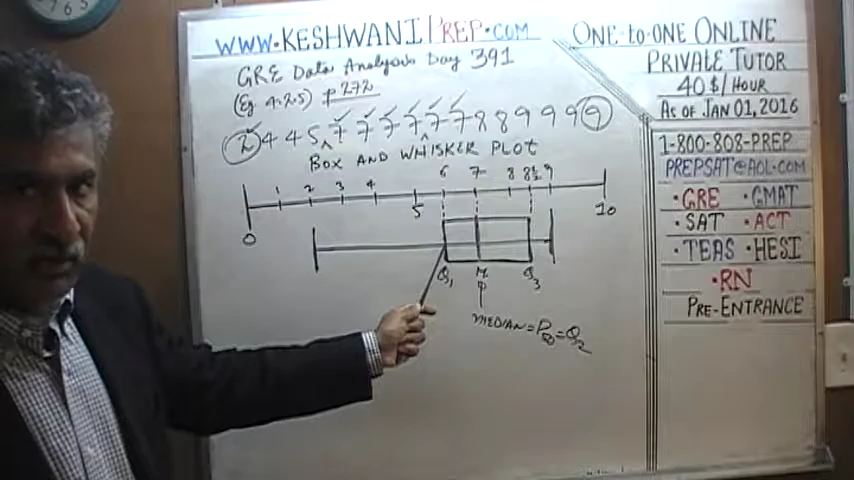 WWW.KESHWANIPREP.COM
GRE Data Analysis Day 391
(Eg 4.2.5) p 272
2 4 4 5 7 7 7 7 7 7 8 8 9 9 9 9
BOX AND WHISKER PLOT
1 2 3 4 6 7 8 8½ 9
0 5 10
Q1 M Q3
MEDIAN = P50 = Q2
ONE-to-ONE ONLINE
PRIVATE TUTOR
40 $/HOUR
AS OF JAN 01, 2016
1-800-808-PREP
PREPSAT@AOL.COM
• GRE • GMAT
• SAT • ACT
• TEAS • HESI
• RN
PRE-ENTRANCE